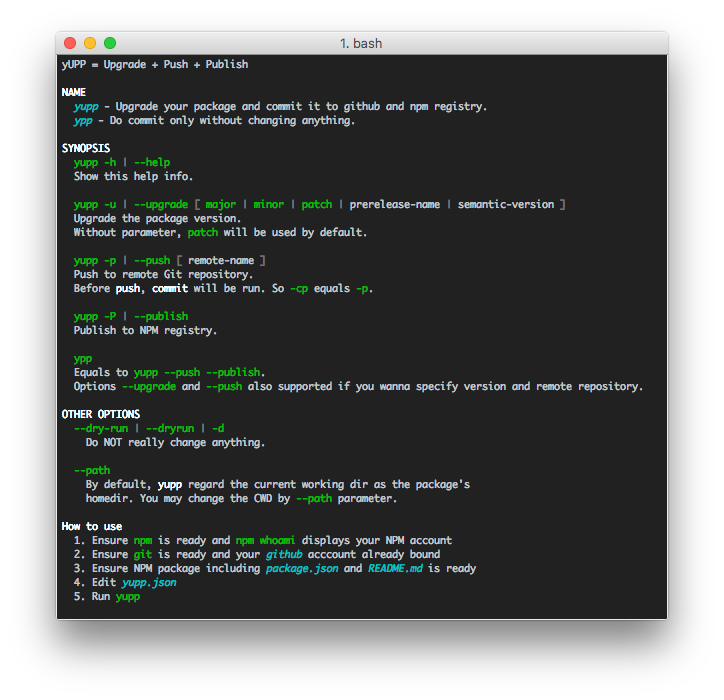 1. bash
yUPP = Upgrade + Push + Publish
NAME
yupp - Upgrade your package and commit it to github and npm registry.
ypp - Do commit only without changing anything.
SYNOPSIS
yupp -h | --help
Show this help info.
yupp -u | --upgrade [ major | minor | patch | prerelease-name | semantic-version ]
Upgrade the package version.
Without parameter, patch will be used by default.
yupp -p | --push [ remote-name ]
Push to remote Git repository.
Before push, commit will be run. So -cp equals -p.
yupp -P | --publish
Publish to NPM registry.
ypp
Equals to yupp --push --publish.
Options --upgrade and --push also supported if you wanna specify version and remote repository.
OTHER OPTIONS
--dry-run | --dryrun | -d
Do NOT really change anything.
--path
By default, yupp regard the current working dir as the package's
homedir. You may change the CWD by --path parameter.
How to use
1. Ensure npm is ready and npm whoami displays your NPM account
2. Ensure git is ready and your github acccount already bound
3. Ensure NPM package including package.json and README.md is ready
4. Edit yupp.json
5. Run yupp